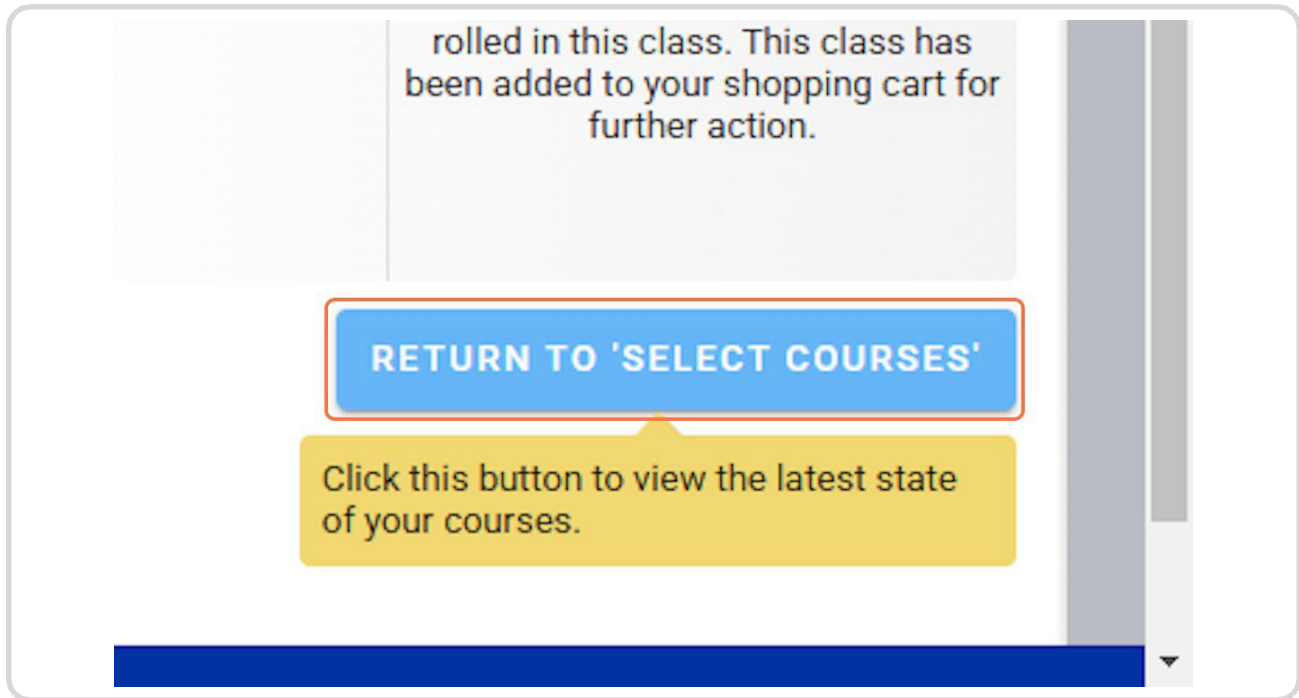 rolled in this class. This class has
been added to your shopping cart for
further action.
RETURN TO 'SELECT COURSES'
Click this button to view the latest state
of your courses.